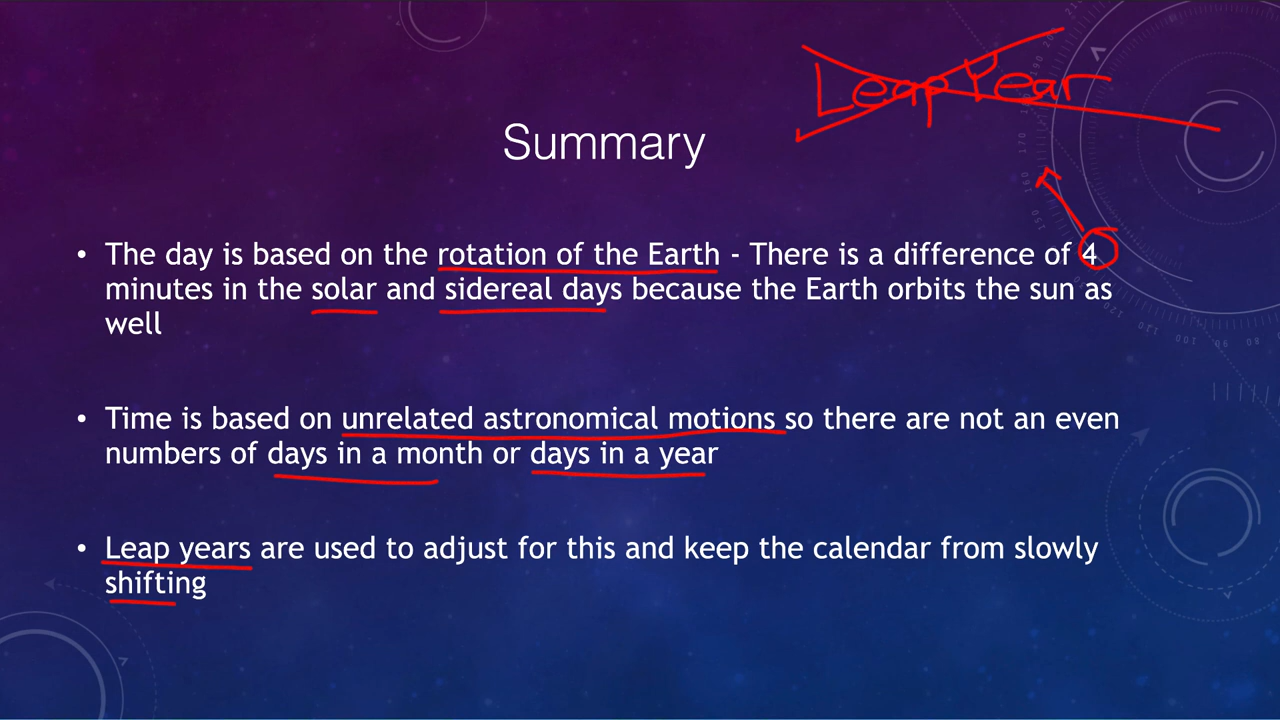 Leap Year
Summary
• The day is based on the rotation of the Earth - There is a difference of 4
minutes in the solar and sidereal days because the Earth orbits the sun as
well
• Time is based on unrelated astronomical motions so there are not an even
numbers of days in a month or days in a year
• Leap years are used to adjust for this and keep the calendar from slowly
shifting